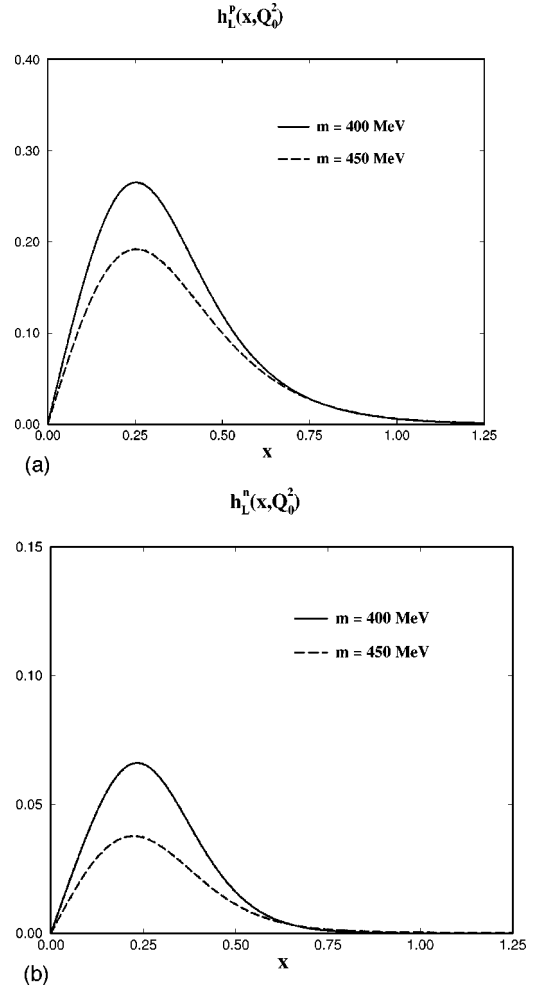 h_L^p(x,Q_0^2)
0.40
m = 400 MeV
m = 450 MeV
0.30
0.20
0.10
0.00
0.00 0.25 0.50 0.75 1.00 1.25
x
(a)
h_L^n(x,Q_0^2)
0.15
m = 400 MeV
m = 450 MeV
0.10
0.05
0.00
0.00 0.25 0.50 0.75 1.00 1.25
x
(b)